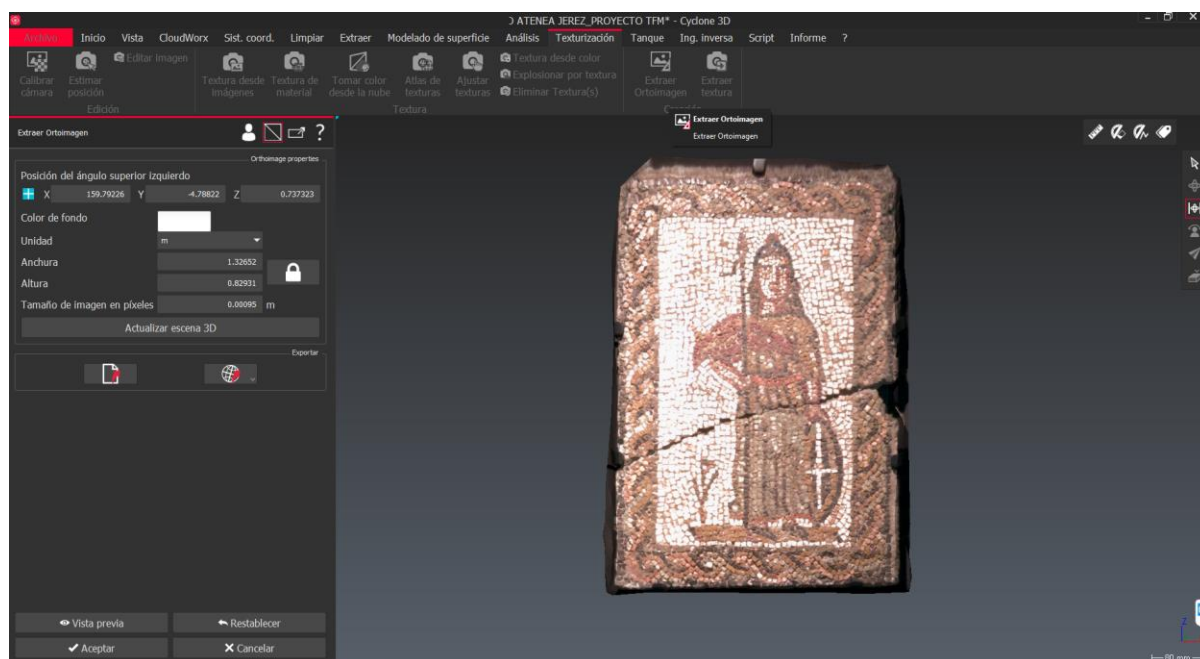 O ATENEA JEREZ_PROYECTO TFM* - Cyclone 3D
Archivo Inicio Vista CloudWorx Sist. coord. Limpiar Extraer Modelado de superficie Análisis Texturización Tanque Ing. inversa Script Informe ?
Calibrar cámara
Estimar posición
Editar imagen
Edición
Textura desde imágenes
Textura de material
Tomar color desde la nube
Atlas de texturas
Ajustar texturas
Textura desde color
Explosionar por textura
Eliminar Textura(s)
Textura
Extraer Ortoimagen
Extraer textura
Extraer Ortoimagen
Extraer Ortoimagen
Extraer Ortoimagen ?
Orthoimage properties
Posición del ángulo superior izquierdo
X 159.79226 Y -4.78822 Z 0.737323
Color de fondo
Unidad m
Anchura 1.32652
Altura 0.82931
Tamaño de imagen en píxeles 0.00095 m
Actualizar escena 3D
Exportar
Vista previa Restablecer
Aceptar Cancelar
Z
80 mm